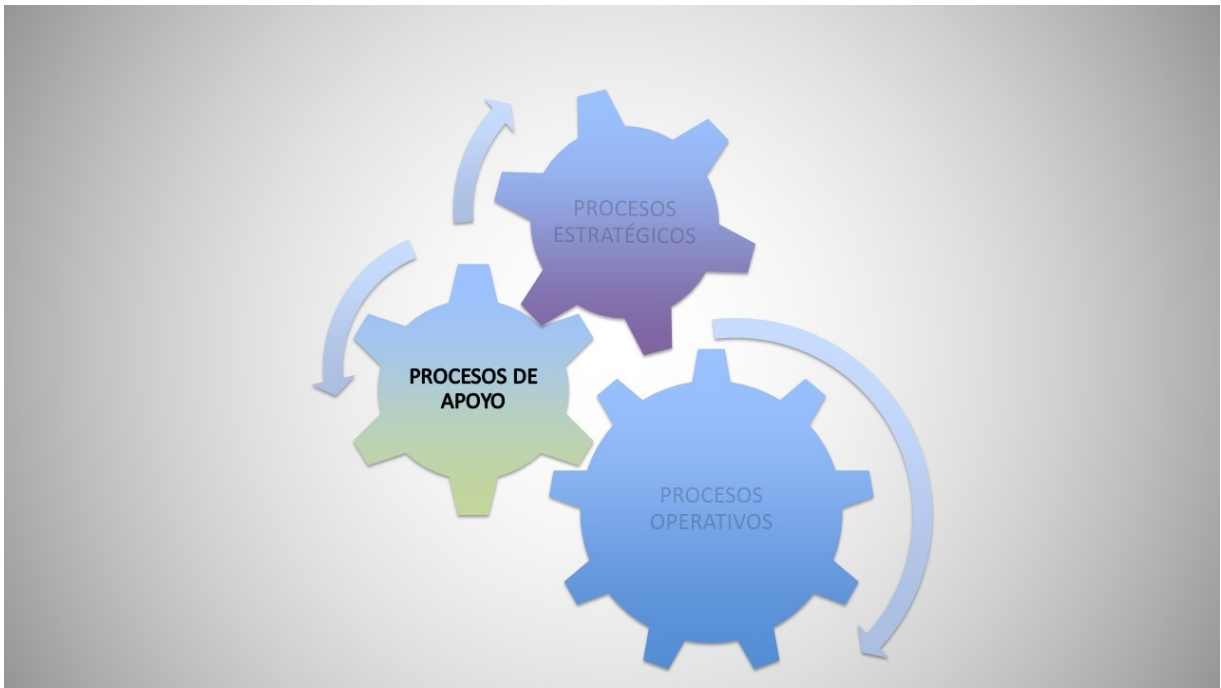 PROCESOS
ESTRATÉGICOS
PROCESOS DE
APOYO
PROCESOS
OPERATIVOS